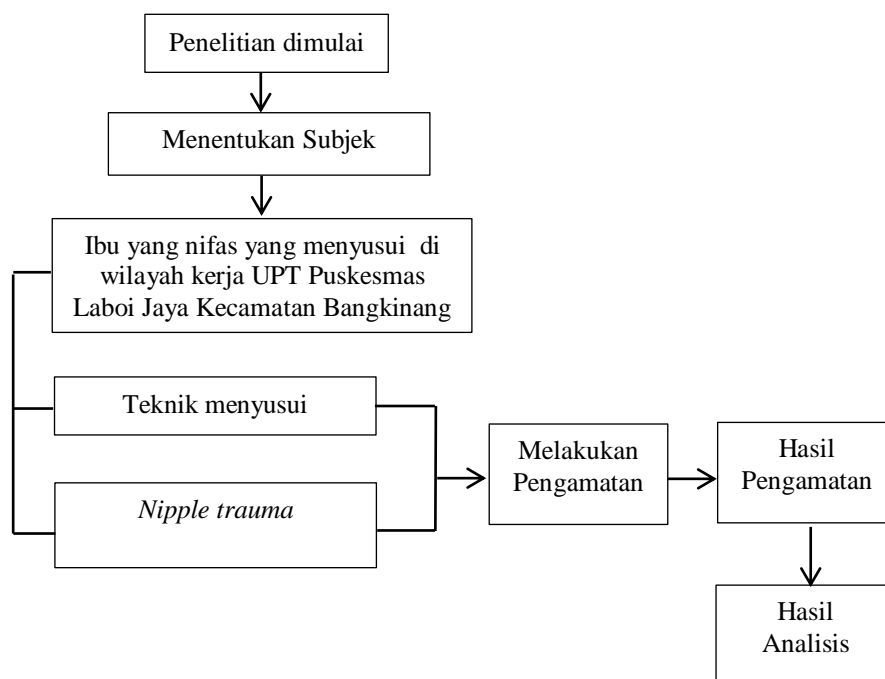 Penelitian dimulai
Menentukan Subjek
Ibu yang nifas yang menyusui  di
wilayah kerja UPT Puskesmas
Laboi Jaya Kecamatan Bangkinang
Teknik menyusui
Nipple trauma
Melakukan
Pengamatan
Hasil
Pengamatan
Hasil
Analisis